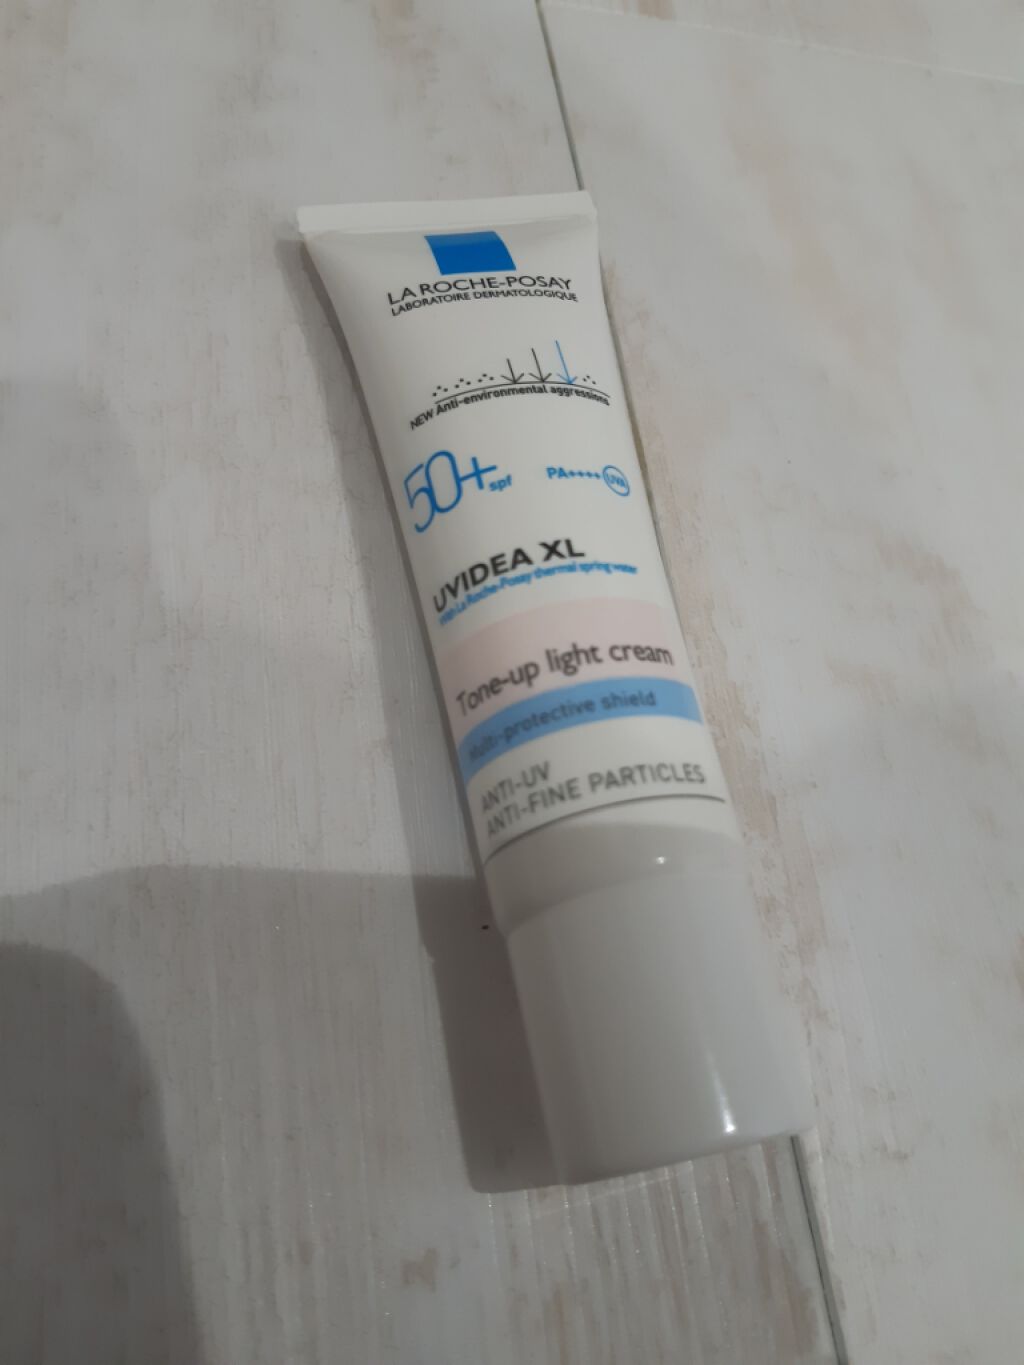 LA ROCHE-POSAY
LABORATOIRE DERMATOLOGIQUE
NEW Anti-environmental aggressions
50+ spf PA++++ UVA
UVIDEA XL
with La Roche-Posay thermal spring water
Tone-up light cream
Multi-protective shield
ANTI-UV
ANTI-FINE PARTICLES